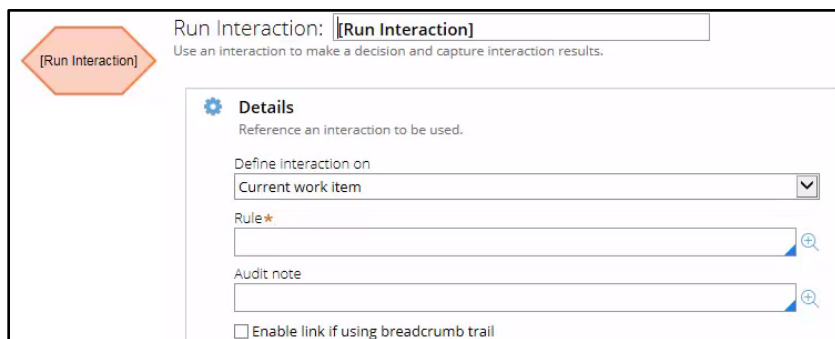 Run Interaction: [Run Interaction]
[Run Interaction]
Use an interaction to make a decision and capture interaction results.
Details
Reference an interaction to be used.
Define interaction on
Current work item
Rule*
Audit note
Enable link if using breadcrumb trail